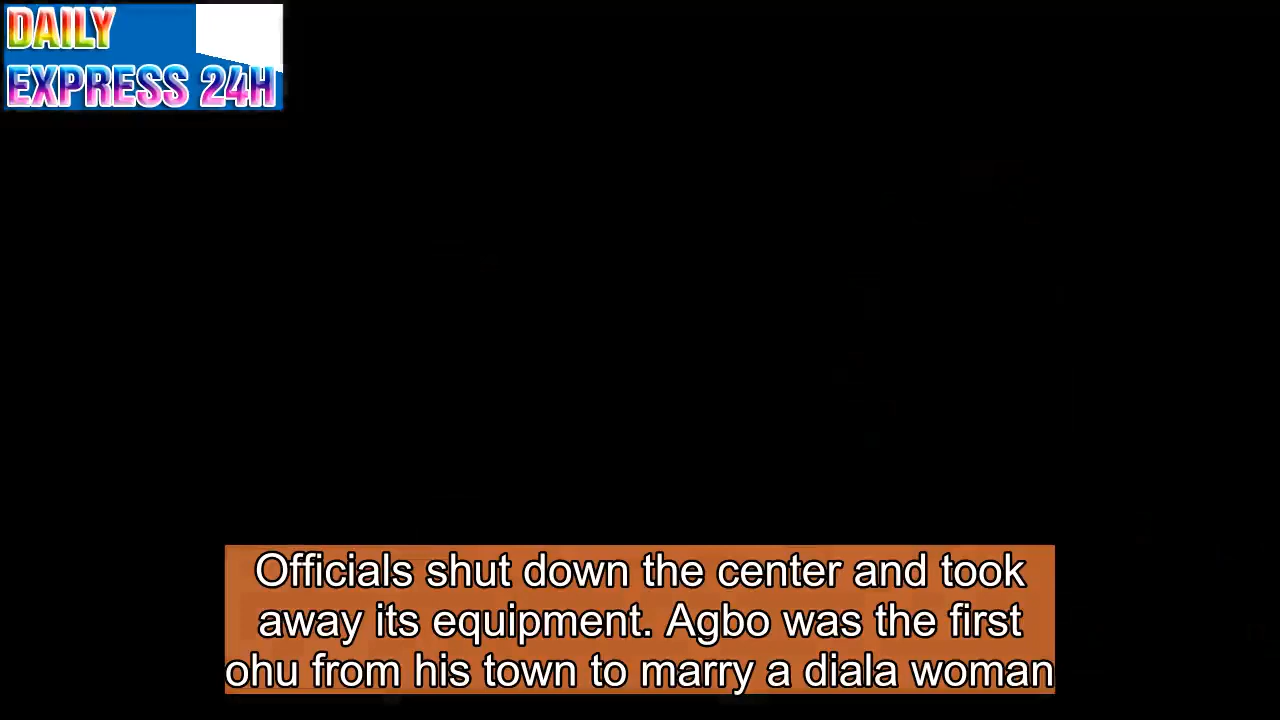 DAILY
EXPRESS 24H
Officials shut down the center and took
away its equipment. Agbo was the first
ohu from his town to marry a diala woman